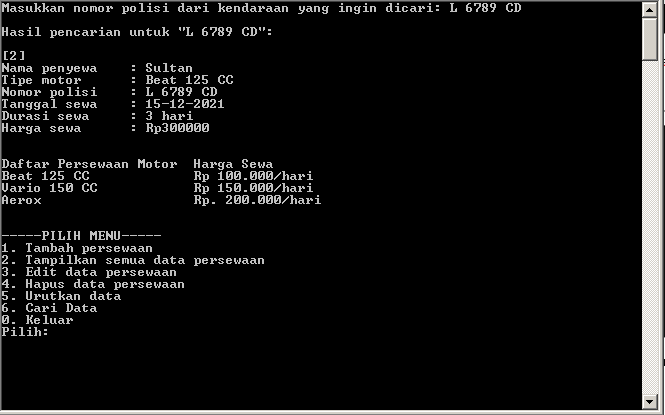 Masukkan nomor polisi dari kendaraan yang ingin dicari: L 6789 CD
Hasil pencarian untuk "L 6789 CD":
[2]
Nama penyewa : Sultan
Tipe motor : Beat 125 CC
Nomor polisi : L 6789 CD
Tanggal sewa : 15-12-2021
Durasi sewa : 3 hari
Harga sewa : Rp300000
Daftar Persewaan Motor Harga Sewa
Beat 125 CC Rp 100.000/hari
Vario 150 CC Rp 150.000/hari
Aerox Rp. 200.000/hari
-----PILIH MENU-----
1. Tambah persewaan
2. Tampilkan semua data persewaan
3. Edit data persewaan
4. Hapus data persewaan
5. Urutkan data
6. Cari Data
0. Keluar
Pilih: